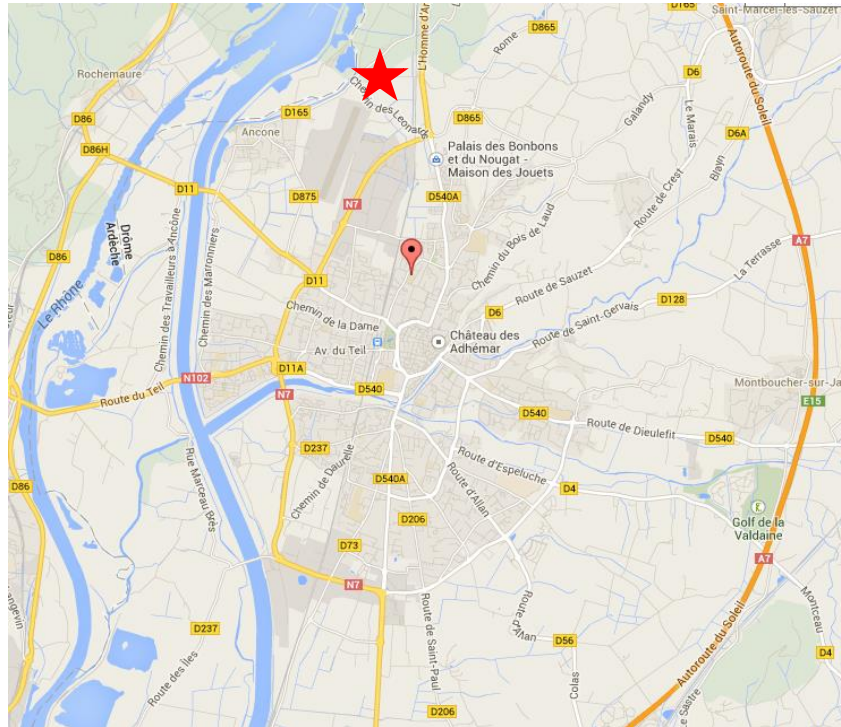 D165
Saint-Marcel-lès-Sauzet
L'Homme d'Ar
D865
Rome
Rochemaure
D6
Autoroute du Soleil
Chemin des Leonards
D165
Galandy
Le Marais
D86
Ancone
D865
D6A
D86H
Palais des Bonbons
et du Nougat -
Maison des Jouets
Blayn
D11
D875
N7
D540A
Route de Crest
Chemin du Bois de Laud
Drôme
Ardèche
A7
D86
La Terrasse
Chemin des Travailleurs à Ancône
Chemin des Marronniers
D11
Route de Sauzet
Le Rhône
Chemin de la Dame
D6
D128
Route de Saint-Gervais
Château des
Adhémar
Av. du Teil
D11A
N102
D540
Montboucher-sur-Ja
Route du Teil
N7
E15
D540
Route de Dieulefit
D540
D237
Rue Marceau Brès
Chemin de Daurelle
Route d'Espeluche
D540A
D4
D86
Route d'Allan
Golf de la
Valdaine
D206
D73
A7
N7
Montceau
angevin
Route d'Allan
Route de Saint-Paul
D237
D56
Autoroute du Soleil
D4
Route des Îles
Colas
Le Sastre
D206